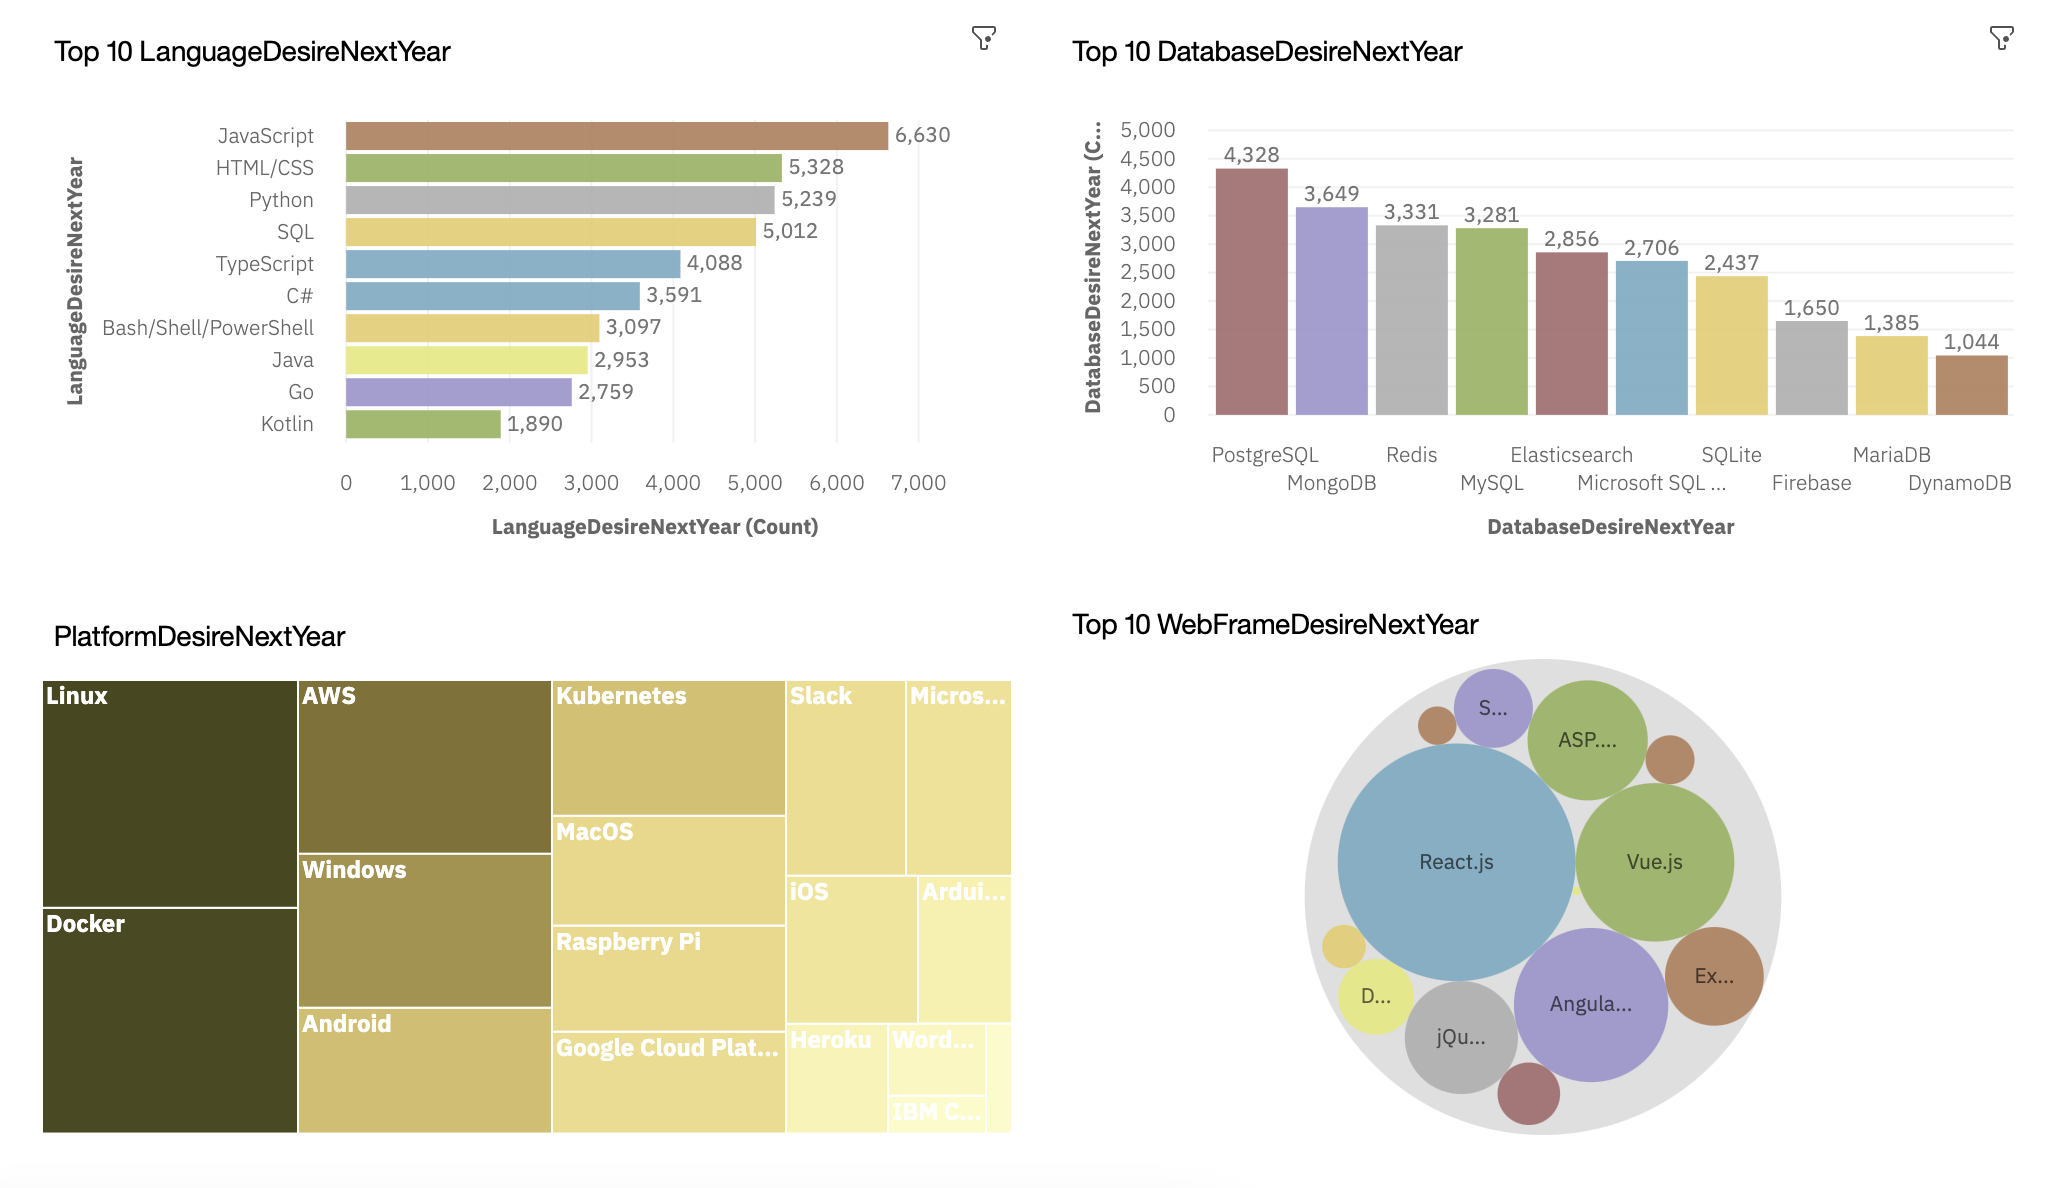 Top 10 LanguageDesireNextYear
LanguageDesireNextYear
JavaScript 6,630
HTML/CSS 5,328
Python 5,239
SQL 5,012
TypeScript 4,088
C# 3,591
Bash/Shell/PowerShell 3,097
Java 2,953
Go 2,759
Kotlin 1,890
0 1,000 2,000 3,000 4,000 5,000 6,000 7,000
LanguageDesireNextYear (Count)
Top 10 DatabaseDesireNextYear
DatabaseDesireNextYear (C...
5,000
4,500
4,000
3,500
3,000
2,500
2,000
1,500
1,000
500
0
4,328 3,649 3,331 3,281 2,856 2,706 2,437 1,650 1,385 1,044
PostgreSQL Redis Elasticsearch SQLite MariaDB
MongoDB MySQL Microsoft SQL ... Firebase DynamoDB
DatabaseDesireNextYear
PlatformDesireNextYear
Linux
Docker
AWS
Windows
Android
Kubernetes
MacOS
Raspberry Pi
Google Cloud Plat...
Slack
Micros...
iOS
Ardui...
Heroku
Word...
IBM C...
Top 10 WebFrameDesireNextYear
S...
ASP....
React.js
Vue.js
D...
Angula...
Ex...
jQu...